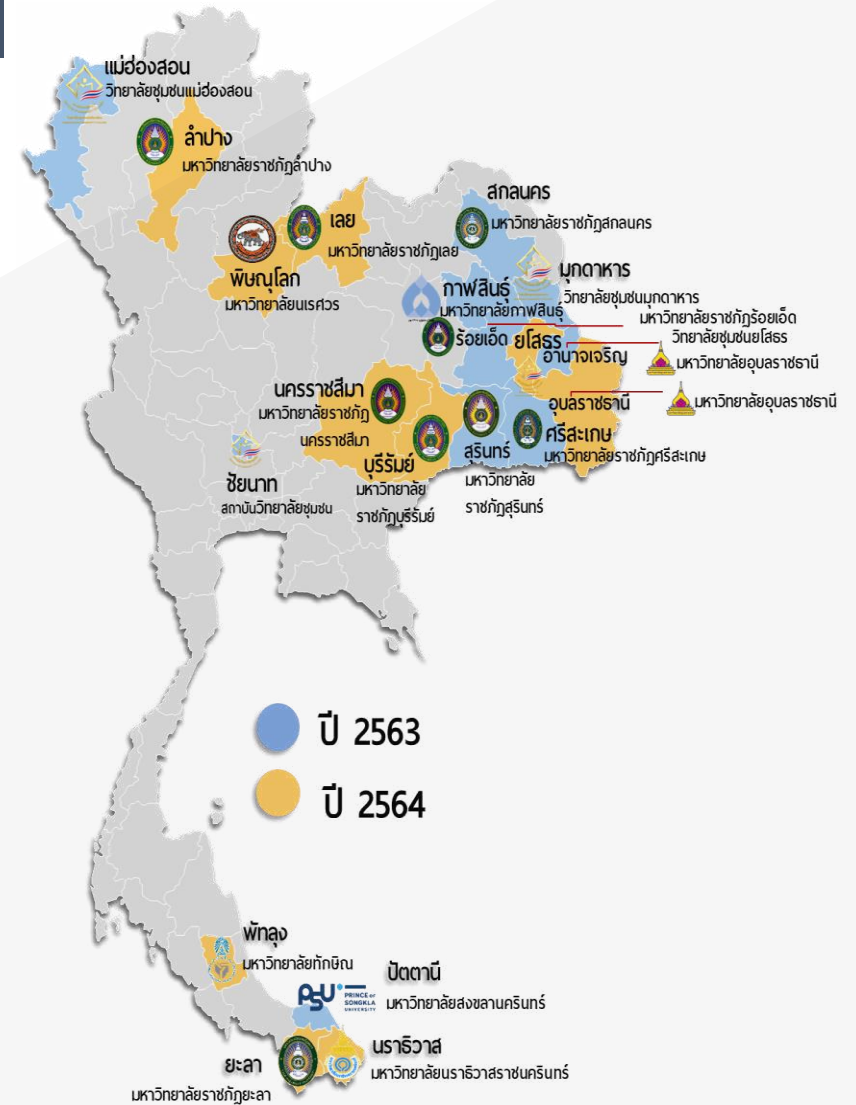 แม่ฮ่องสอน
วิทยาลัยชุมชนแม่ฮ่องสอน
ลำปาง
มหาวิทยาลัยราชภัฏลำปาง
เลย
มหาวิทยาลัยราชภัฏเลย
พิษณุโลก
มหาวิทยาลัยนเรศวร
สกลนคร
มหาวิทยาลัยราชภัฏสกลนคร
มุกดาหาร
วิทยาลัยชุมชนมุกดาหาร
กาฬสินธุ์
มหาวิทยาลัยกาฬสินธุ์
มหาวิทยาลัยราชภัฏร้อยเอ็ด
ร้อยเอ็ด ยโสธร
วิทยาลัยชุมชนยโสธร
อำนาจเจริญ
มหาวิทยาลัยอุบลราชธานี
อุบลราชธานี
มหาวิทยาลัยอุบลราชธานี
นครราชสีมา
มหาวิทยาลัยราชภัฏ
นครราชสีมา
บุรีรัมย์
มหาวิทยาลัย
ราชภัฏบุรีรัมย์
สุรินทร์
มหาวิทยาลัย
ราชภัฏสุรินทร์
ศรีสะเกษ
มหาวิทยาลัยราชภัฏศรีสะเกษ
ชัยนาท
สถาบันวิทยาลัยชุมชน
ปี 2563
ปี 2564
พัทลุง
มหาวิทยาลัยทักษิณ
PSU PRINCE OF
SONGKLA
UNIVERSITY
ปัตตานี
มหาวิทยาลัยสงขลานครินทร์
นราธิวาส
มหาวิทยาลัยนราธิวาสราชนครินทร์
ยะลา
มหาวิทยาลัยราชภัฏยะลา